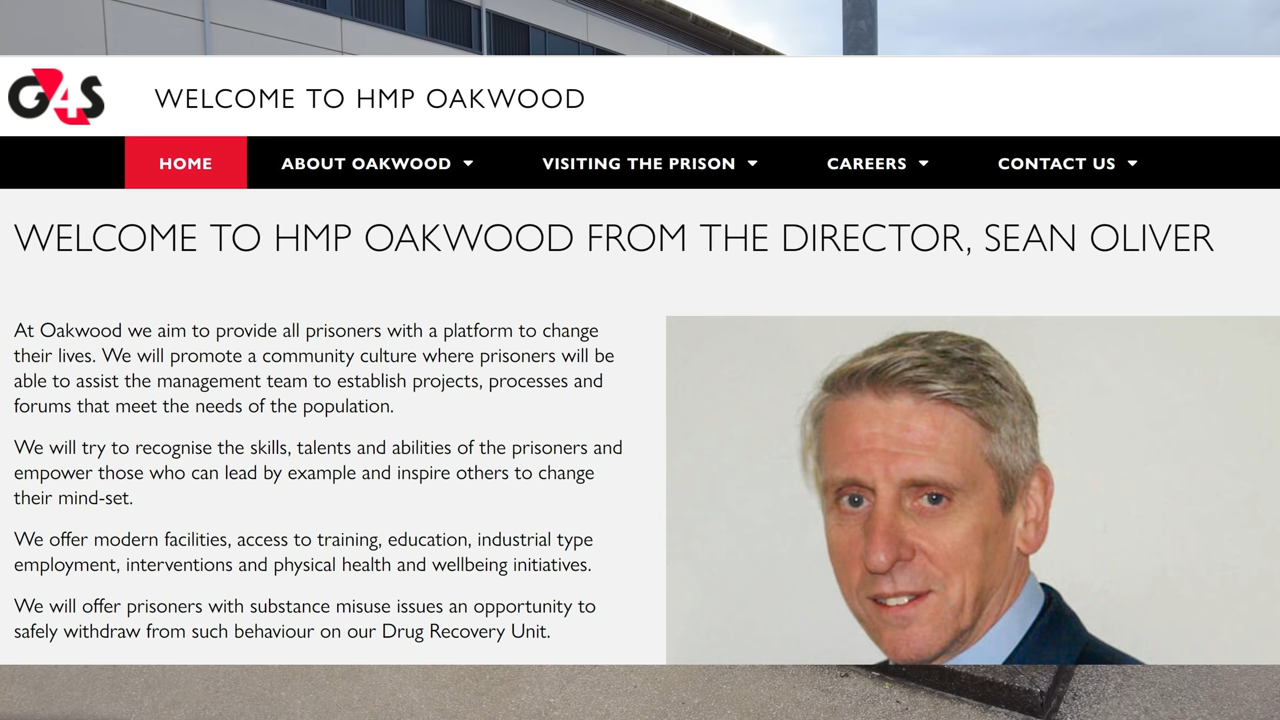 G4S
WELCOME TO HMP OAKWOOD
HOME
ABOUT OAKWOOD
VISITING THE PRISON
CAREERS
CONTACT US
WELCOME TO HMP OAKWOOD FROM THE DIRECTOR, SEAN OLIVER
At Oakwood we aim to provide all prisoners with a platform to change
their lives. We will promote a community culture where prisoners will be
able to assist the management team to establish projects, processes and
forums that meet the needs of the population.
We will try to recognise the skills, talents and abilities of the prisoners and
empower those who can lead by example and inspire others to change
their mind-set.
We offer modern facilities, access to training, education, industrial type
employment, interventions and physical health and wellbeing initiatives.
We will offer prisoners with substance misuse issues an opportunity to
safely withdraw from such behaviour on our Drug Recovery Unit.